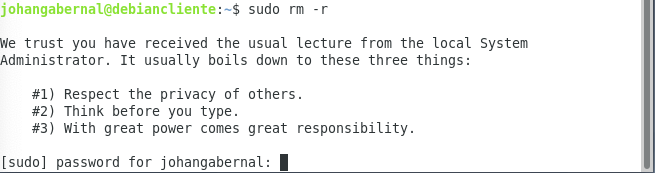 johangabernal@debiancliente:~$ sudo rm -r
We trust you have received the usual lecture from the local System
Administrator. It usually boils down to these three things:
#1) Respect the privacy of others.
#2) Think before you type.
#3) With great power comes great responsibility.
[sudo] password for johangabernal: